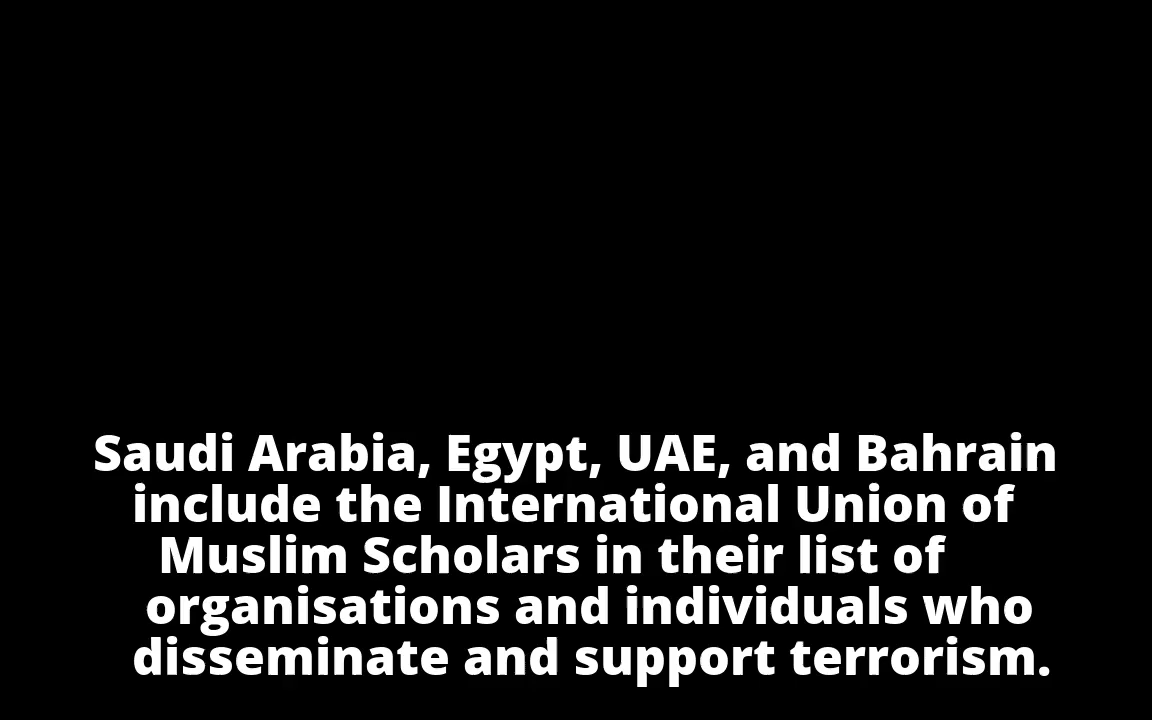 Saudi Arabia, Egypt, UAE, and Bahrain
include the International Union of
Muslim Scholars in their list of
organisations and individuals who
disseminate and support terrorism.